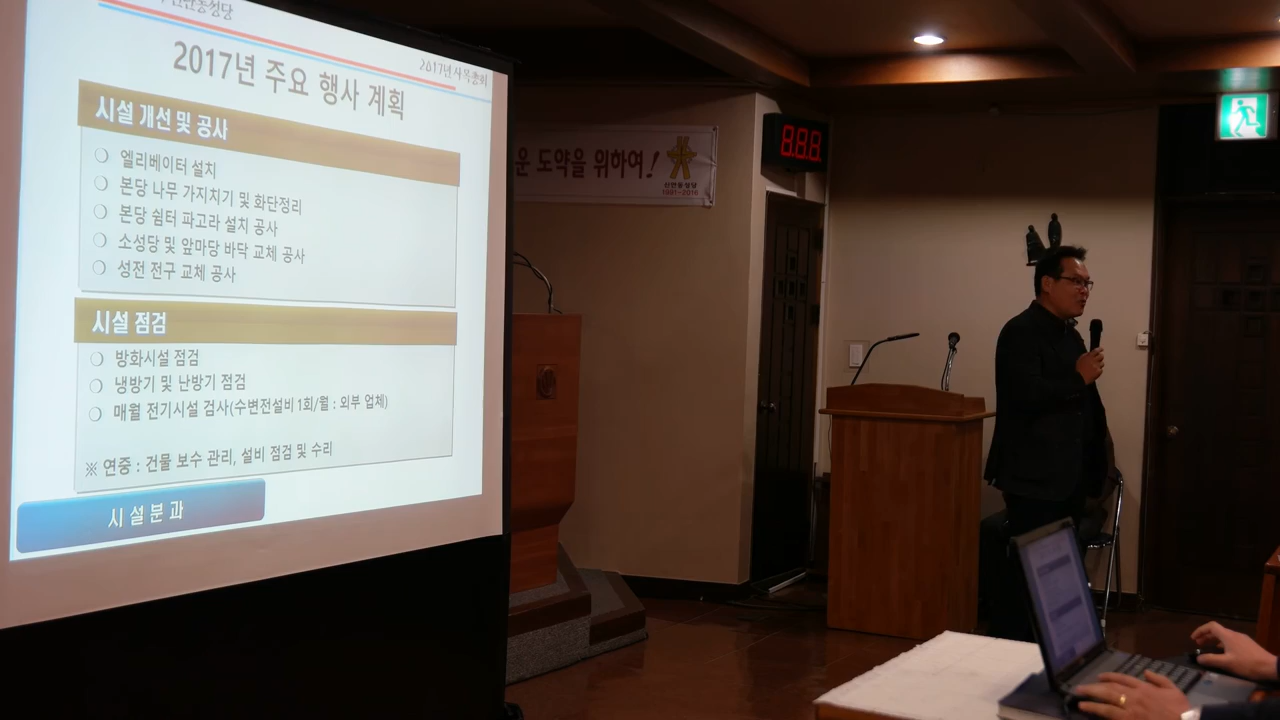 2017년 사목총회
2017년 주요 행사 계획
시설 개선 및 공사
❍ 엘리베이터 설치
❍ 본당 나무 가지치기 및 화단정리
❍ 본당 쉼터 파고라 설치 공사
❍ 소성당 및 앞마당 바닥 교체 공사
❍ 성전 전구 교체 공사
시설 점검
❍ 방화시설 점검
❍ 냉방기 및 난방기 점검
❍ 매월 전기시설 검사(수변전설비 1회/월 : 외부 업체)
※ 연중 : 건물 보수 관리, 설비 점검 및 수리
시설분과
운 도약을 위하여!
신안동성당
1991~2016
888